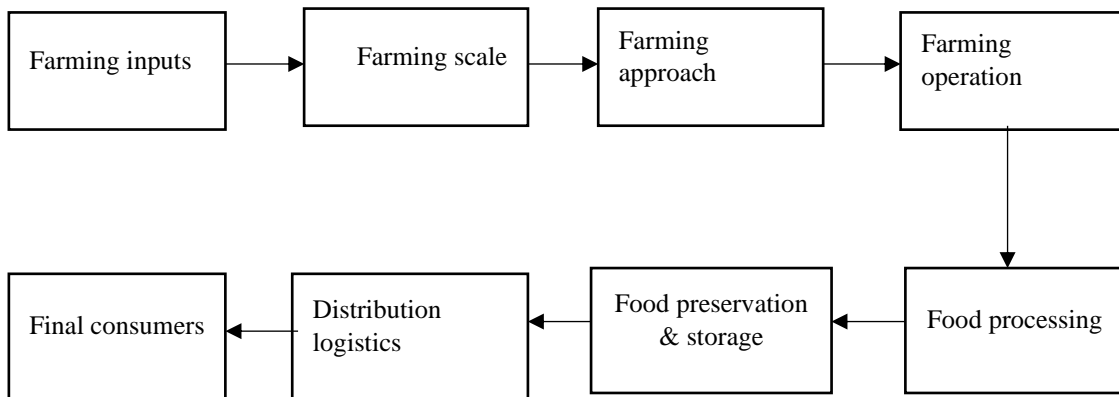 Farming inputs
Farming scale
Farming
approach
Farming
operation
Final consumers
Distribution
logistics
Food preservation
& storage
Food processing